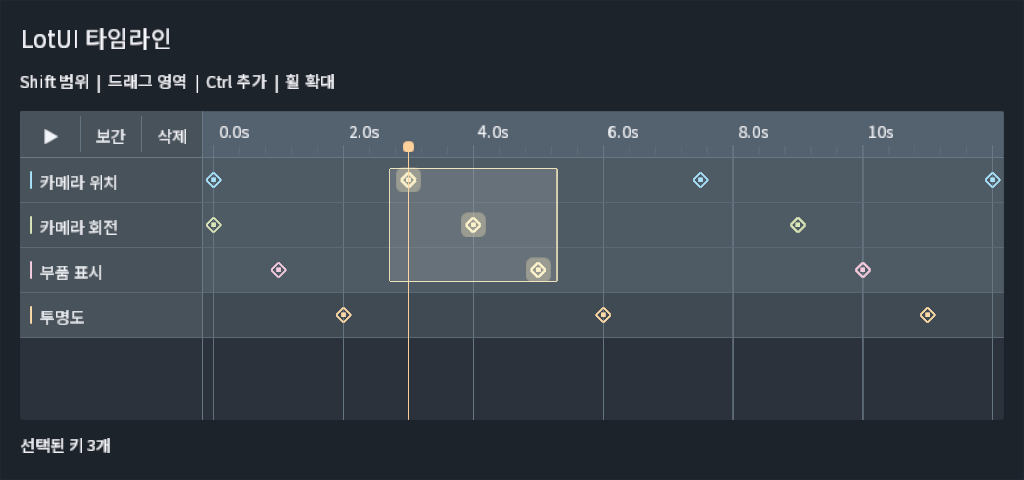 LotUI 타임라인
Shift 범위 | 드래그 영역 | Ctrl 추가 | 휠 확대
▶ 보간 삭제 0.0s 2.0s 4.0s 6.0s 8.0s 10s
카메라 위치
카메라 회전
부품 표시
투명도
선택된 키 3개